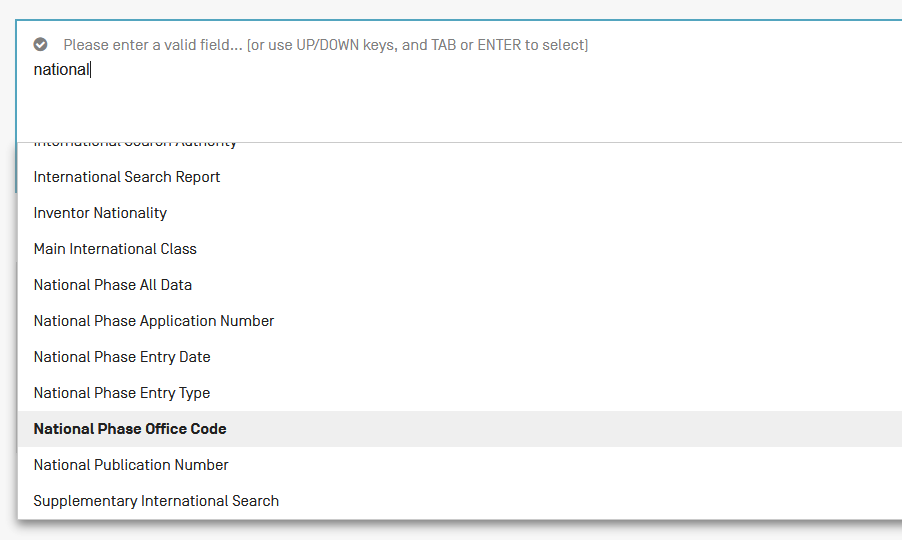 Please enter a valid field... [or use UP/DOWN keys, and TAB or ENTER to select]
national
International Search Authority
International Search Report
Inventor Nationality
Main International Class
National Phase All Data
National Phase Application Number
National Phase Entry Date
National Phase Entry Type
National Phase Office Code
National Publication Number
Supplementary International Search